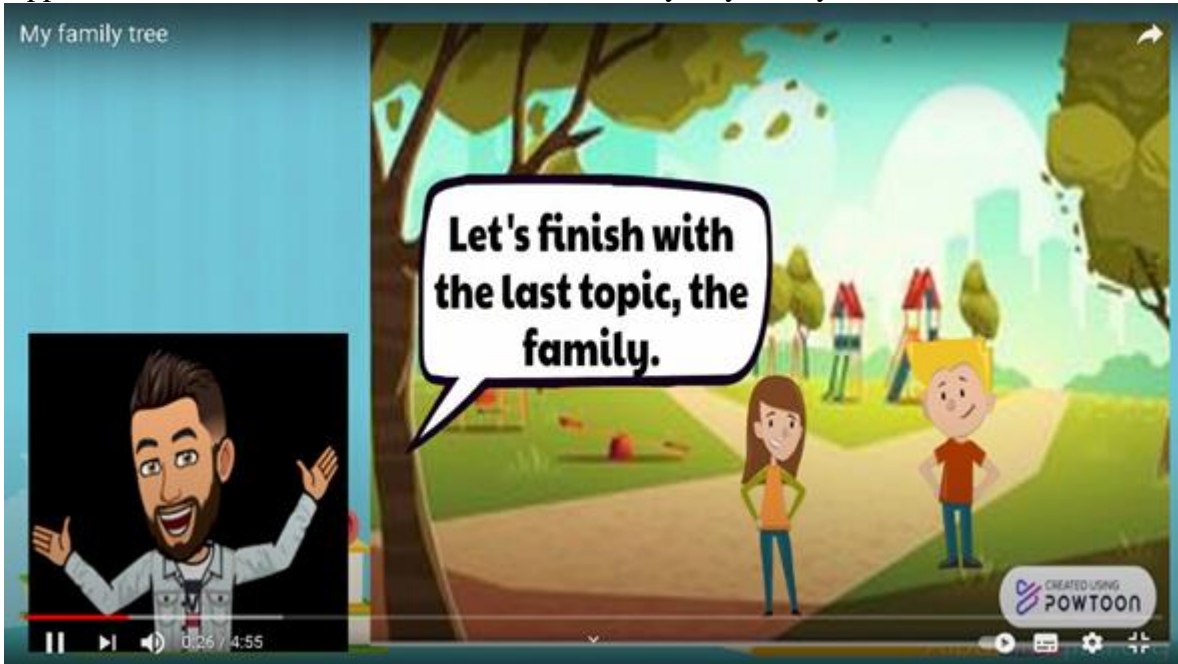 My family tree
Let's finish with
the last topic, the
family.
CREATED USING
POWTOON
0:26 / 4:55